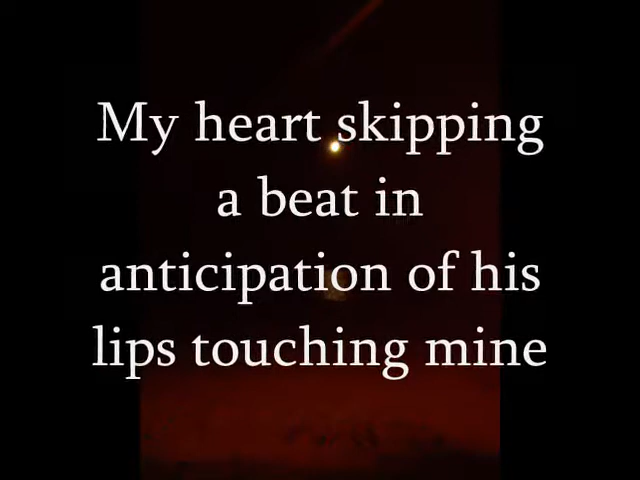 My heart skipping
a beat in
anticipation of his
lips touching mine